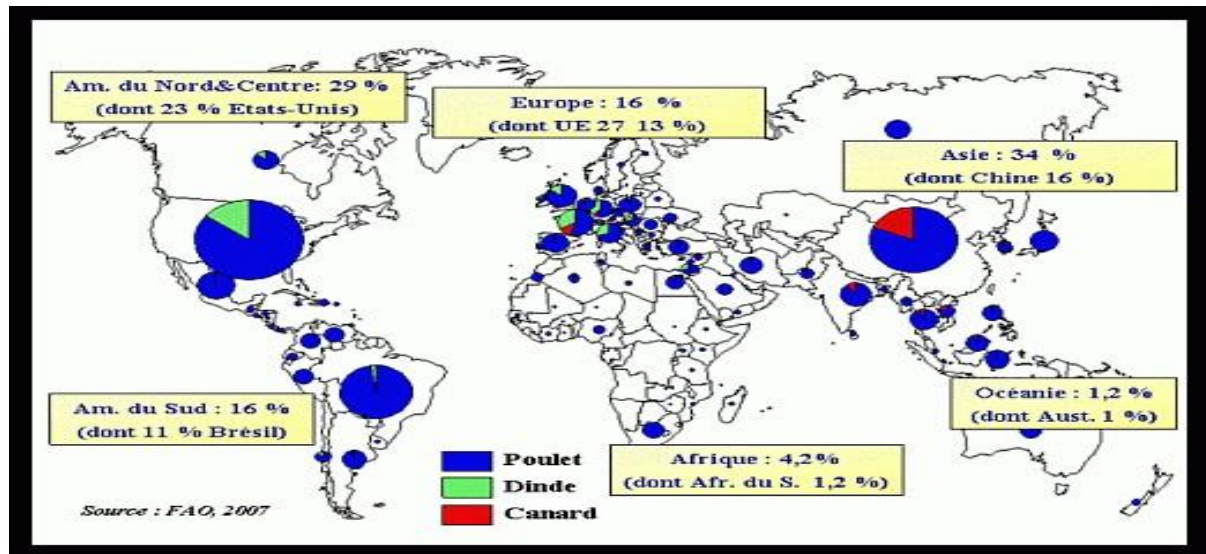 Am. du Nord&Centre: 29 %
(dont 23 % Etats-Unis)
Europe : 16 %
(dont UE 27 13 %)
Asie : 34 %
(dont Chine 16 %)
Am. du Sud : 16 %
(dont 11 % Brésil)
Océanie : 1,2 %
(dont Aust. 1 %)
Afrique : 4,2%
(dont Afr. du S. 1,2 %)
Poulet
Dinde
Canard
Source : FAO, 2007